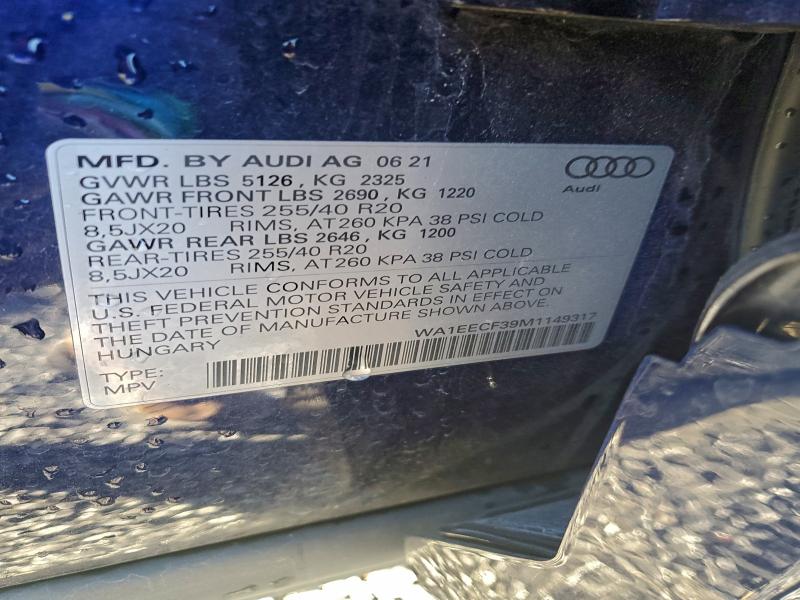 MFD. BY AUDI AG 06 21
Audi
GVWR LBS 5126, KG 2325
GAWR FRONT LBS 2690, KG 1220
FRONT-TIRES 255/40 R20
8,5JX20 RIMS, AT260 KPA 38 PSI COLD
GAWR REAR LBS 2646, KG 1200
REAR-TIRES 255/40 R20
8,5JX20 RIMS, AT260 KPA 38 PSI COLD
THIS VEHICLE CONFORMS TO ALL APPLICABLE
U.S. FEDERAL MOTOR VEHICLE SAFETY AND
THEFT PREVENTION STANDARDS IN EFFECT ON
THE DATE OF MANUFACTURE SHOWN ABOVE.
HUNGARY
WA1EECF39M1149317
TYPE:
MPV